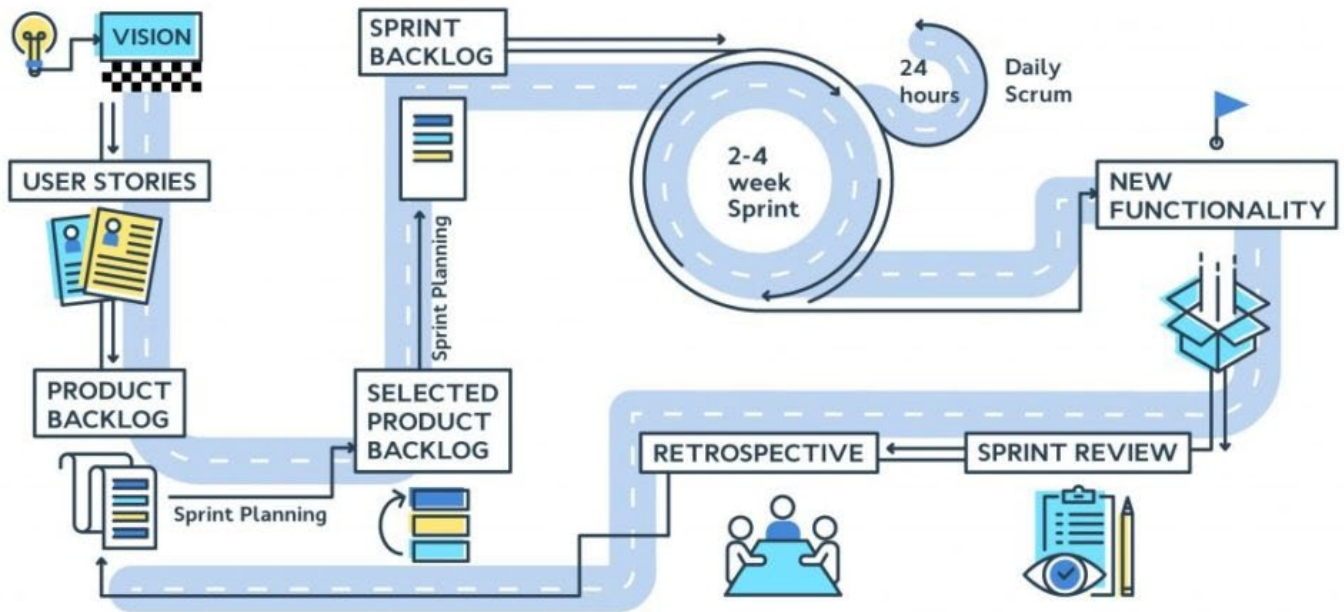 VISION
USER STORIES
PRODUCT
BACKLOG
Sprint Planning
SELECTED
PRODUCT
BACKLOG
Sprint Planning
SPRINT
BACKLOG
2-4
week
Sprint
24
hours
Daily
Scrum
NEW
FUNCTIONALITY
SPRINT REVIEW
RETROSPECTIVE